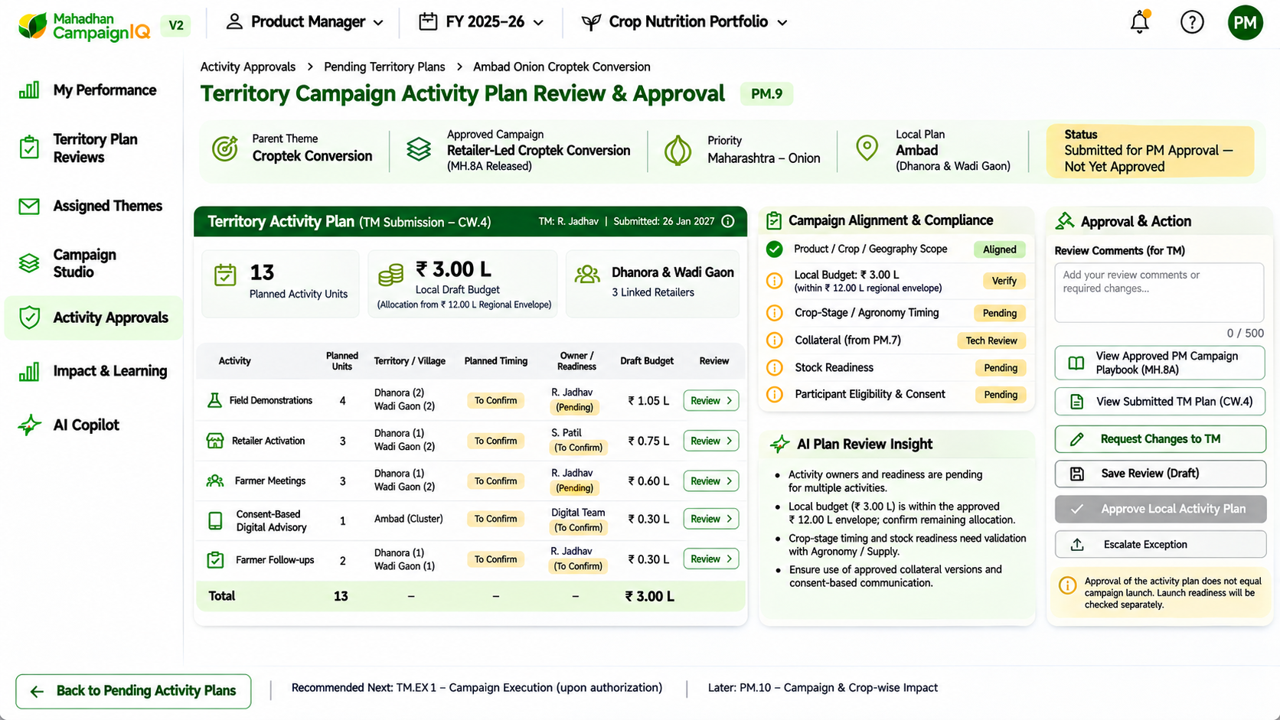 Mahadhan
CampaignIQ
V2
Product Manager
FY 2025–26
Crop Nutrition Portfolio
?
PM
My Performance
Territory Plan
Reviews
Assigned Themes
Campaign
Studio
Activity Approvals
Impact & Learning
AI Copilot
Activity Approvals > Pending Territory Plans > Ambad Onion Croptek Conversion
Territory Campaign Activity Plan Review & Approval
PM.9
Parent Theme
Croptek Conversion
Approved Campaign
Retailer-Led Croptek Conversion
(MH.8A Released)
Priority
Maharashtra – Onion
Local Plan
Ambad
(Dhanora & Wadi Gaon)
Status
Submitted for PM Approval —
Not Yet Approved
Territory Activity Plan (TM Submission – CW.4)
TM: R. Jadhav | Submitted: 26 Jan 2027
13
Planned Activity Units
₹ 3.00 L
Local Draft Budget
(Allocation from ₹ 12.00 L Regional Envelope)
Dhanora & Wadi Gaon
3 Linked Retailers
Activity
Planned
Units
Territory / Village
Planned Timing
Owner /
Readiness
Draft Budget
Review
Field Demonstrations
4
Dhanora (2)
Wadi Gaon (2)
To Confirm
R. Jadhav
(Pending)
₹ 1.05 L
Review >
Retailer Activation
3
Dhanora (1)
Wadi Gaon (2)
To Confirm
S. Patil
(To Confirm)
₹ 0.75 L
Review >
Farmer Meetings
3
Dhanora (1)
Wadi Gaon (2)
To Confirm
R. Jadhav
(Pending)
₹ 0.60 L
Review >
Consent-Based
Digital Advisory
1
Ambad (Cluster)
To Confirm
Digital Team
(To Confirm)
₹ 0.30 L
Review >
Farmer Follow-ups
2
Dhanora (1)
Wadi Gaon (1)
To Confirm
R. Jadhav
(To Confirm)
₹ 0.30 L
Review >
Total
13
–
–
–
₹ 3.00 L
Campaign Alignment & Compliance
Product / Crop / Geography Scope
Aligned
Local Budget: ₹ 3.00 L
(within ₹ 12.00 L regional envelope)
Verify
Crop-Stage / Agronomy Timing
Pending
Collateral (from PM.7)
Tech Review
Stock Readiness
Pending
Participant Eligibility & Consent
Pending
AI Plan Review Insight
• Activity owners and readiness are pending
for multiple activities.
• Local budget (₹ 3.00 L) is within the approved
₹ 12.00 L envelope; confirm remaining allocation.
• Crop-stage timing and stock readiness need validation
with Agronomy / Supply.
• Ensure use of approved collateral versions and
consent-based communication.
Approval & Action
Review Comments (for TM)
Add your review comments or
required changes...
0 / 500
View Approved PM Campaign
Playbook (MH.8A)
View Submitted TM Plan (CW.4)
Request Changes to TM
Save Review (Draft)
Approve Local Activity Plan
Escalate Exception
Approval of the activity plan does not equal
campaign launch. Launch readiness will be
checked separately.
Back to Pending Activity Plans
Recommended Next: TM.EX 1 – Campaign Execution (upon authorization)
Later: PM.10 – Campaign & Crop-wise Impact